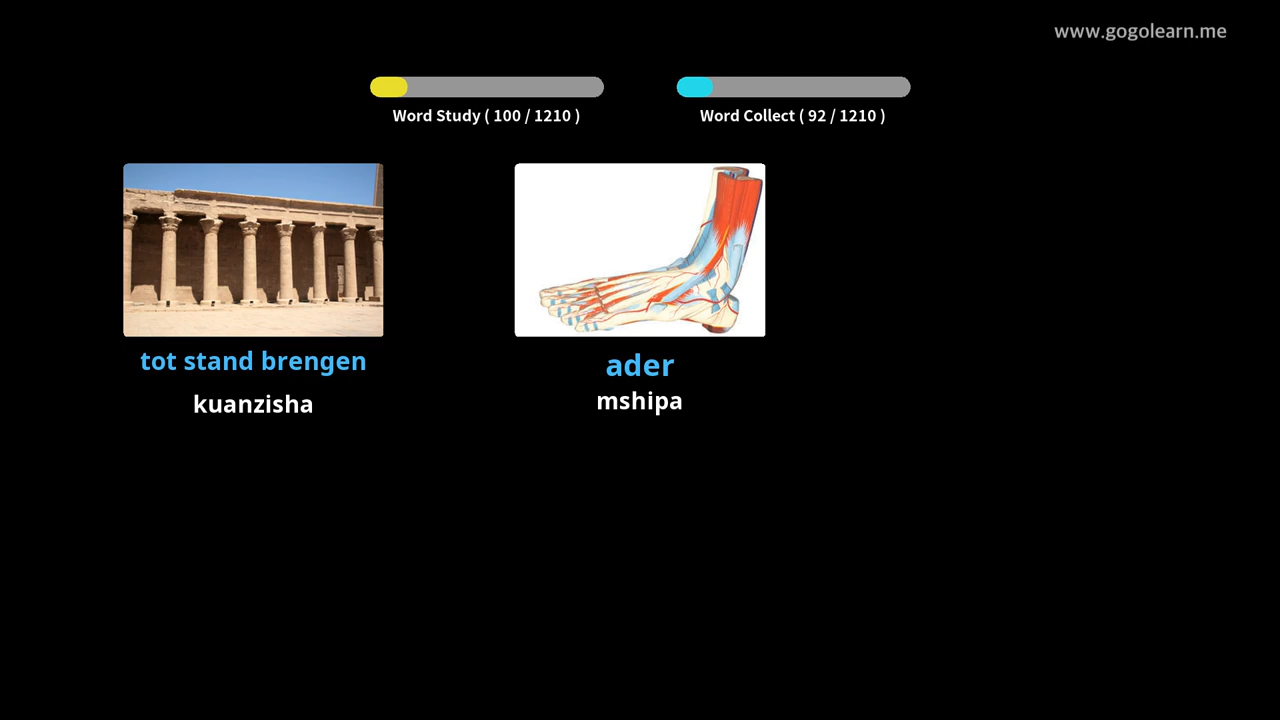 www.gogolearn.me
Word Study ( 100 / 1210 )
Word Collect ( 92 / 1210 )
tot stand brengen
kuanzisha
ader
mshipa